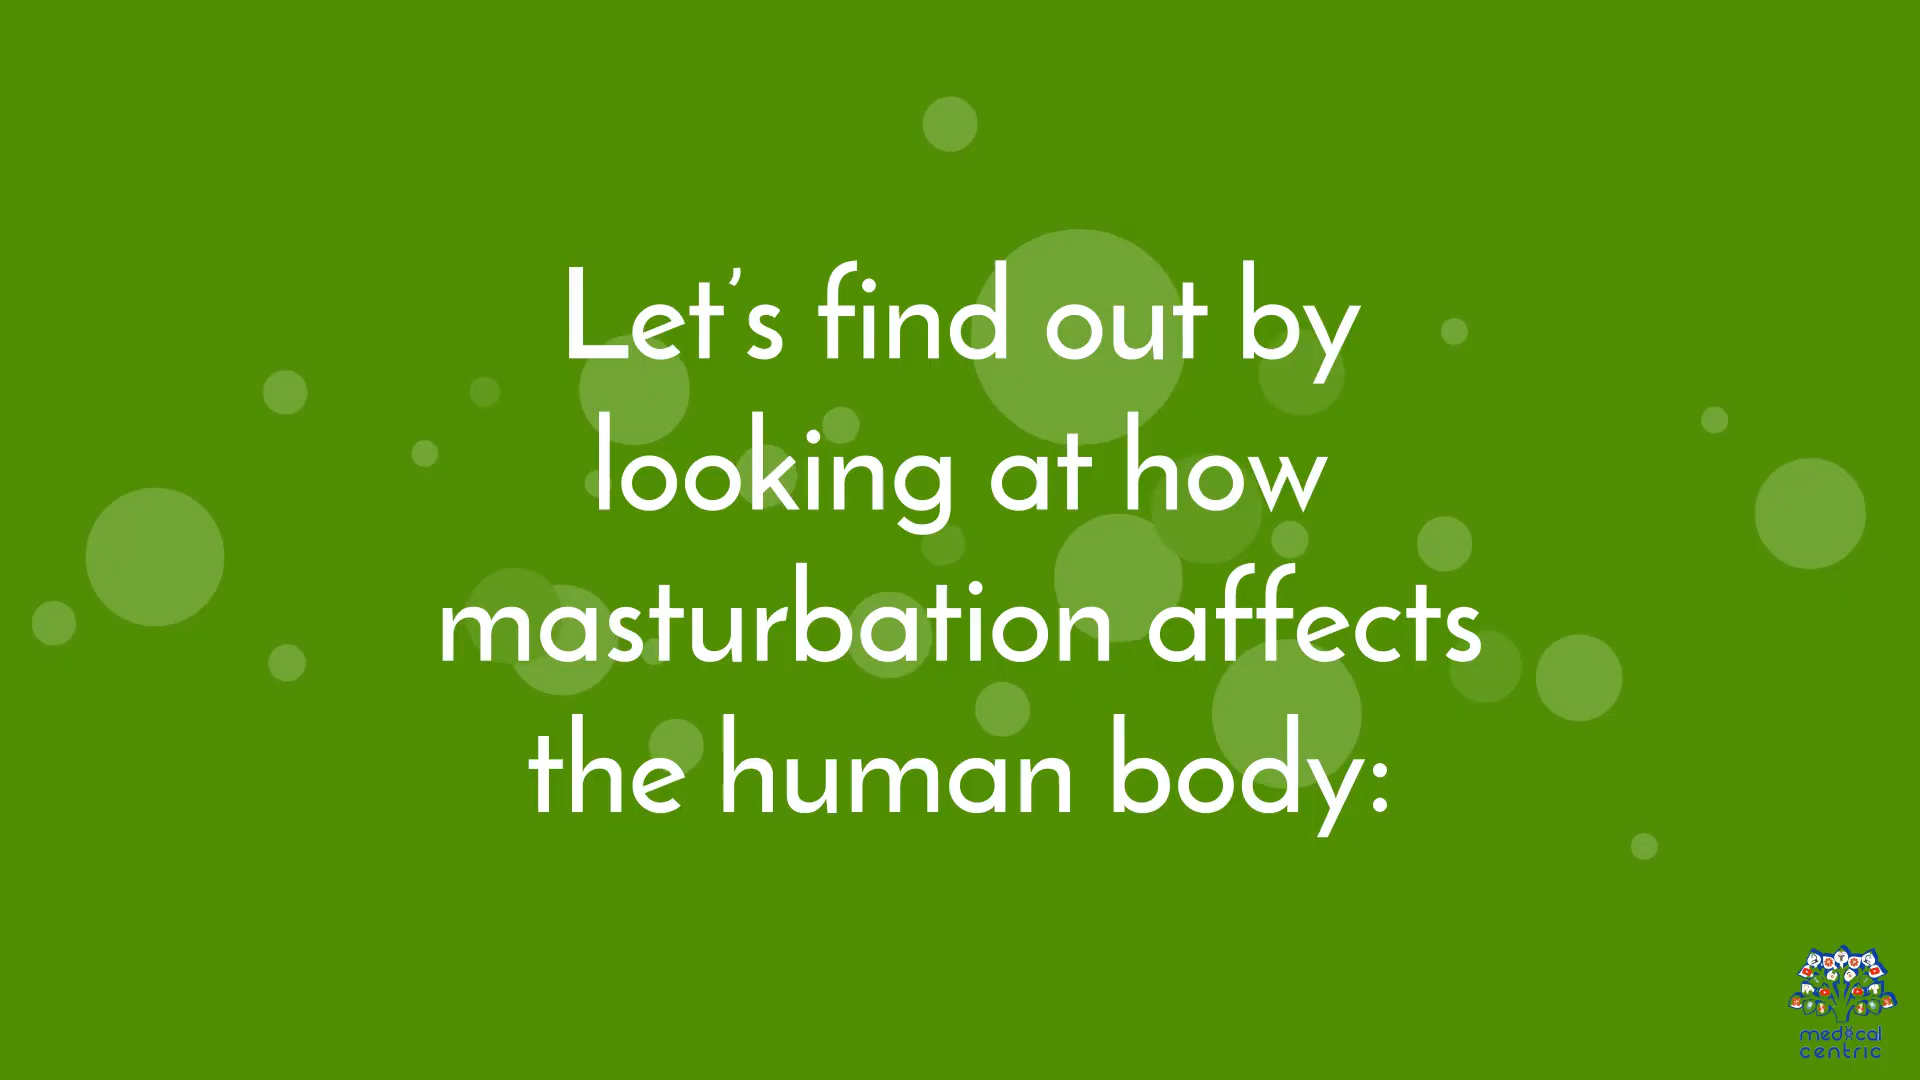 Let's find out by
looking at how
masturbation affects
the human body:
medical
centric